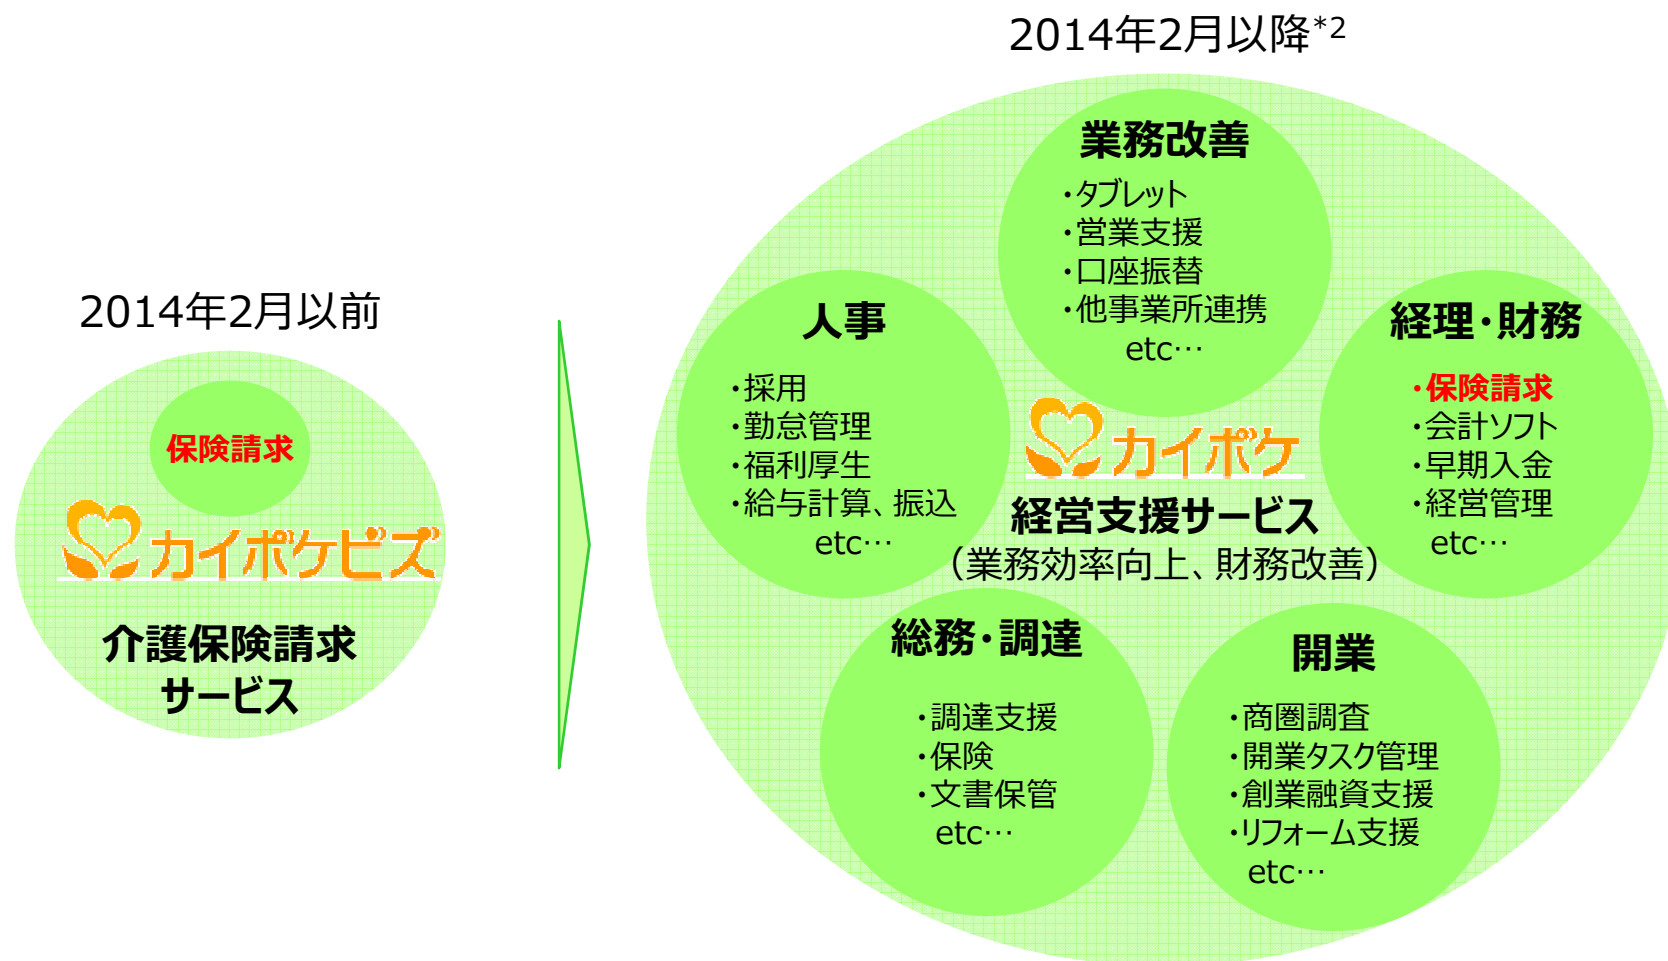 2014年2月以前
保険請求
カイポケビズ
介護保険請求
サービス
2014年2月以降*2
業務改善
・タブレット
・営業支援
・口座振替
・他事業所連携
etc…
人事
・採用
・勤怠管理
・福利厚生
・給与計算、振込
etc…
経理・財務
・保険請求
・会計ソフト
・早期入金
・経営管理
etc…
カイポケ
経営支援サービス
（業務効率向上、財務改善）
総務・調達
・調達支援
・保険
・文書保管
etc…
開業
・商圏調査
・開業タスク管理
・創業融資支援
・リフォーム支援
etc…